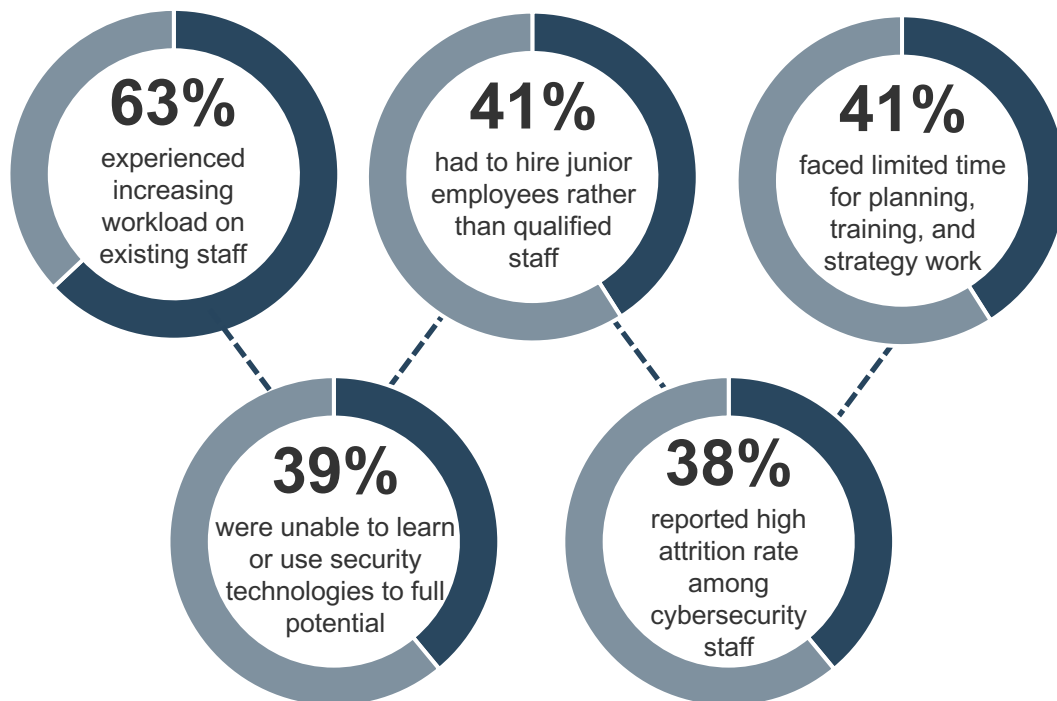 63%
experienced
increasing
workload on
existing staff
41%
had to hire junior
employees rather
than qualified
staff
41%
faced limited time
for planning,
training, and
strategy work
39%
were unable to learn
or use security
technologies to full
potential
38%
reported high
attrition rate
among
cybersecurity
staff